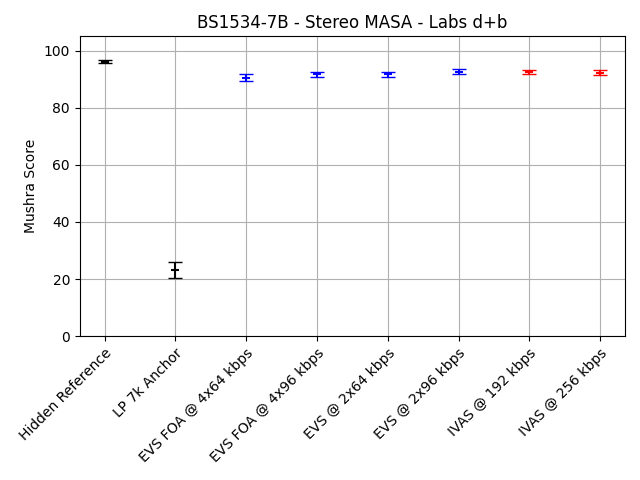 BS1534-7B - Stereo MASA - Labs d+b
Mushra Score
100
80
60
40
20
0
Hidden Reference
LP 7k Anchor
EVS FOA @ 4x64 kbps
EVS FOA @ 4x96 kbps
EVS @ 2x64 kbps
EVS @ 2x96 kbps
IVAS @ 192 kbps
IVAS @ 256 kbps